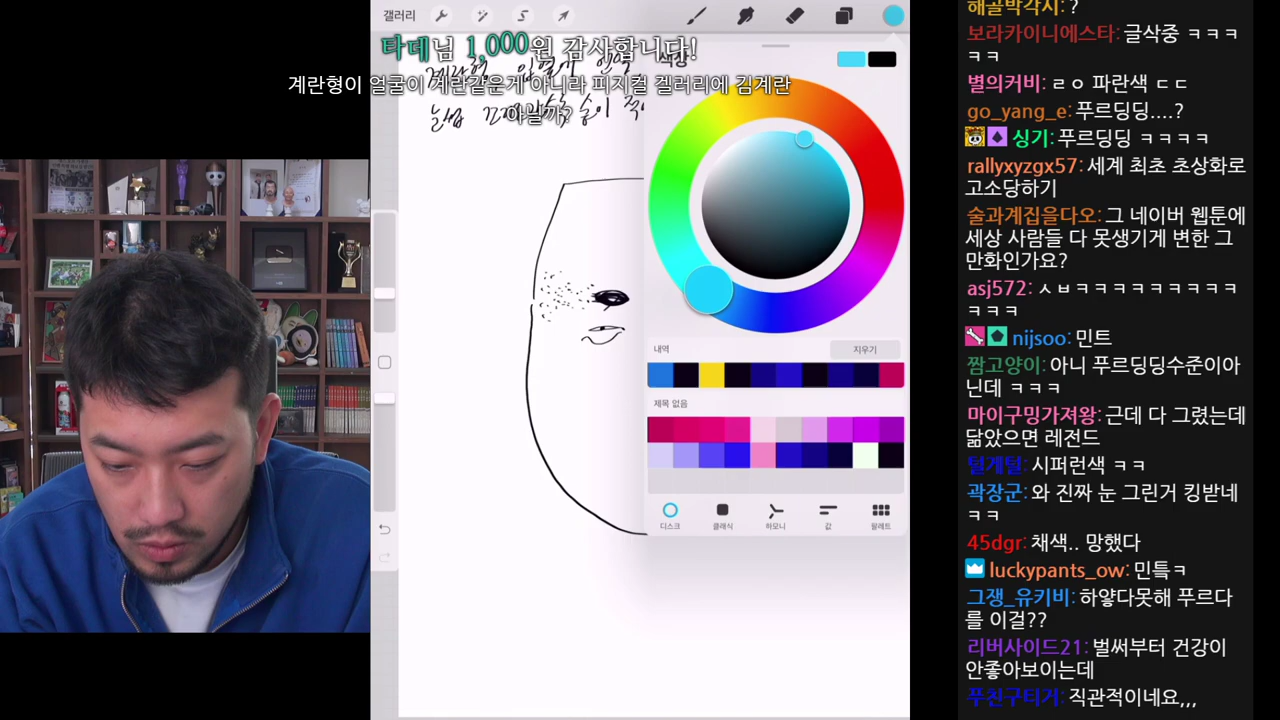 갤러리
타데님 1,000원 감사합니다!
계란형이 얼굴이 계란같은게 아니라 피지컬 겔러리에 김계란
아닐까?
색상
계란형
눈썹
숯이
내역
지우기
제목 없음
디스크 클래식 하모니 값 팔레트
해골박각시: ?
보라카이니에스타: 글삭중 ㅋㅋㅋ
ㅋㅋ
별의커비: ㄹㅇ 파란색 ㄷㄷ
go_yang_e: 푸르딩딩....?
싱기: 푸르딩딩 ㅋㅋㅋㅋ
rallyxyzgx57: 세계 최초 초상화로
고소당하기
술과계집을다오: 그 네이버 웹툰에
세상 사람들 다 못생기게 변한 그
만화인가요?
asj572: ㅅㅂㅋㅋㅋㅋㅋㅋㅋㅋㅋ
ㅋㅋㅋ
nijsoo: 민트
짬고양이: 아니 푸르딩딩수준이아
닌데 ㅋㅋㅋ
마이구밍가져왕: 근데 다 그렸는데
닮았으면 레전드
털게털: 시퍼런색 ㅋㅋ
곽장군: 와 진짜 눈 그린거 킹받네
ㅋㅋ
45dgr: 채색.. 망했다
luckypants_ow: 민틐ㅋ
그쟁_유키비: 하얗다못해 푸르다
를 이걸??
리버사이드21: 벌써부터 건강이
안좋아보이는데
푸친구티거: 직관적이네요,,,